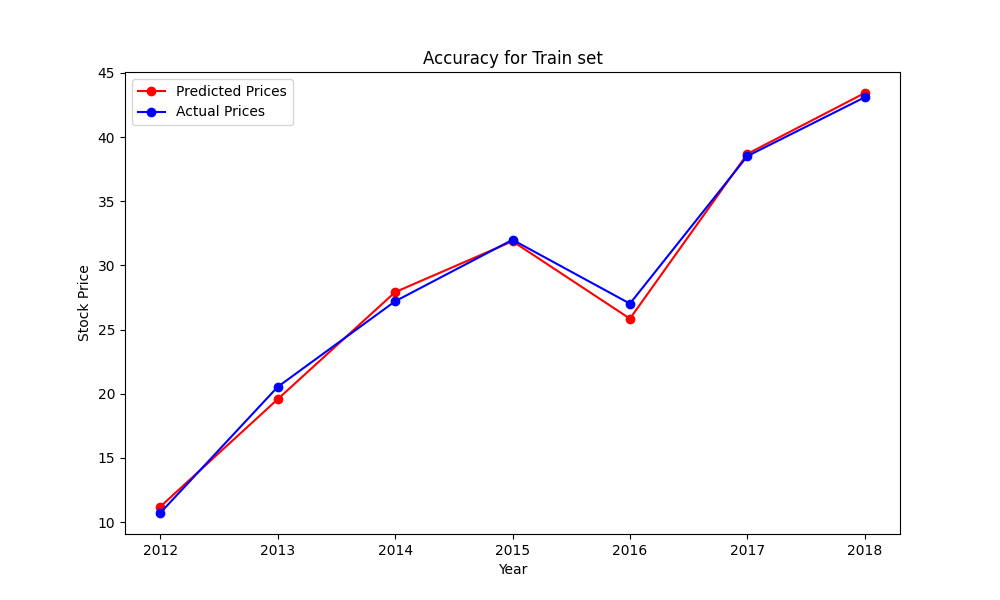 Accuracy for Train set
Predicted Prices
Actual Prices
Stock Price
45
40
35
30
25
20
15
10
2012 2013 2014 2015 2016 2017 2018
Year